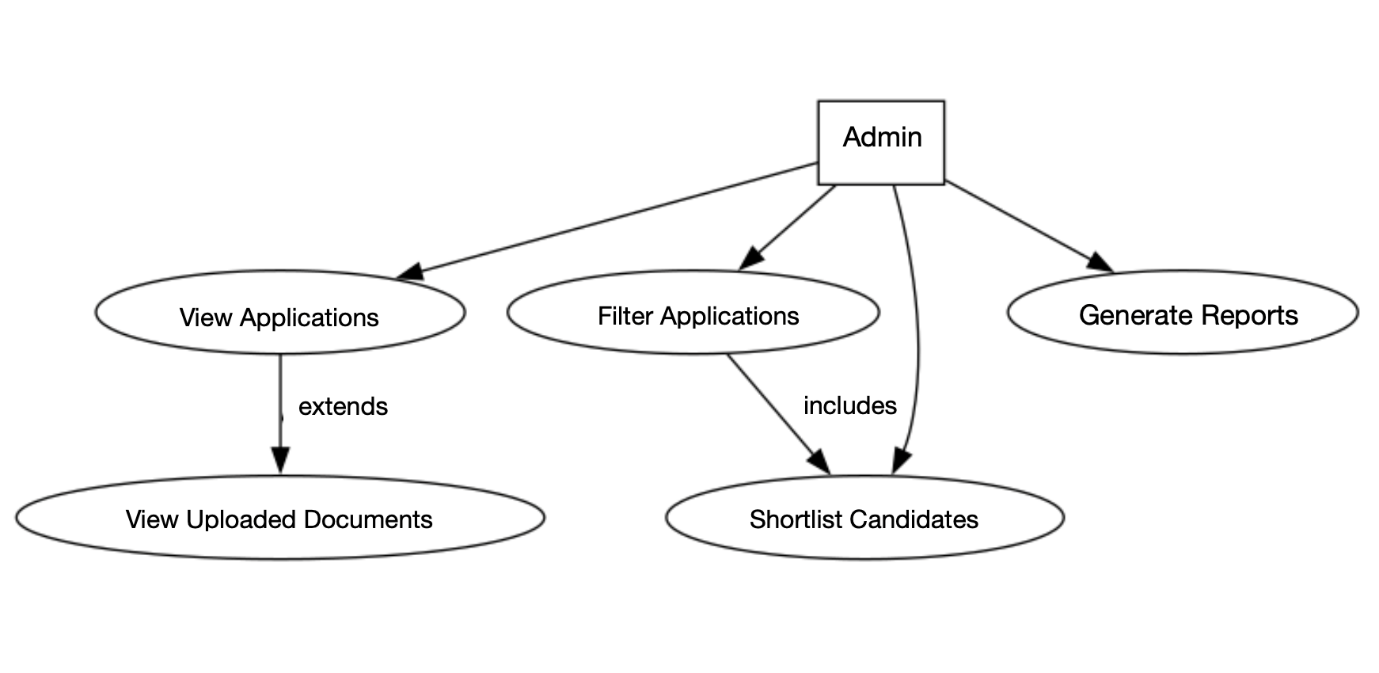 Admin
View Applications
Filter Applications
Generate Reports
extends
includes
View Uploaded Documents
Shortlist Candidates